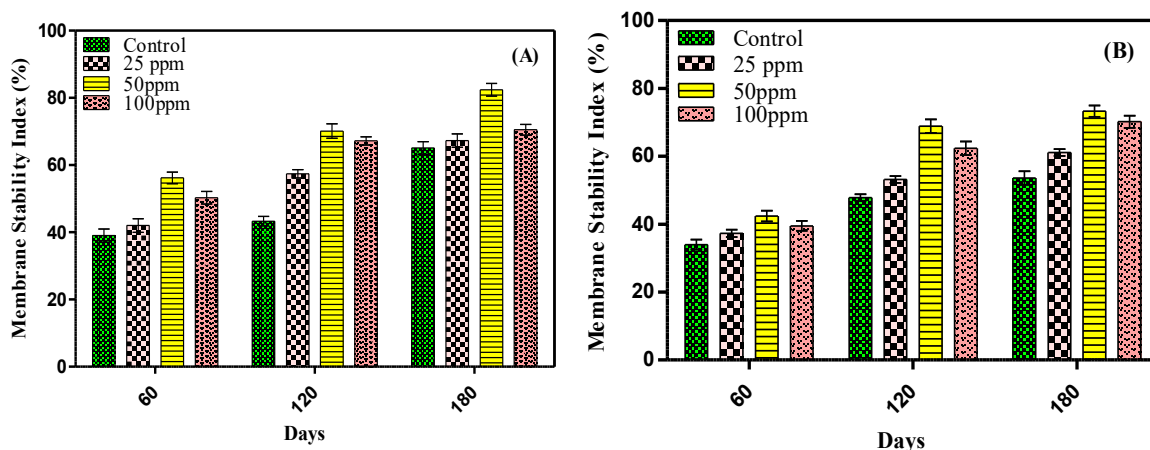 100
80
60
40
20
0
Membrane Stability Index (%)
Control
25 ppm
50ppm
100ppm
(A)
60
120
180
Days
100
80
60
40
20
0
Membrane Stability Index (%)
Control
25 ppm
50ppm
100ppm
(B)
60
120
180
Days